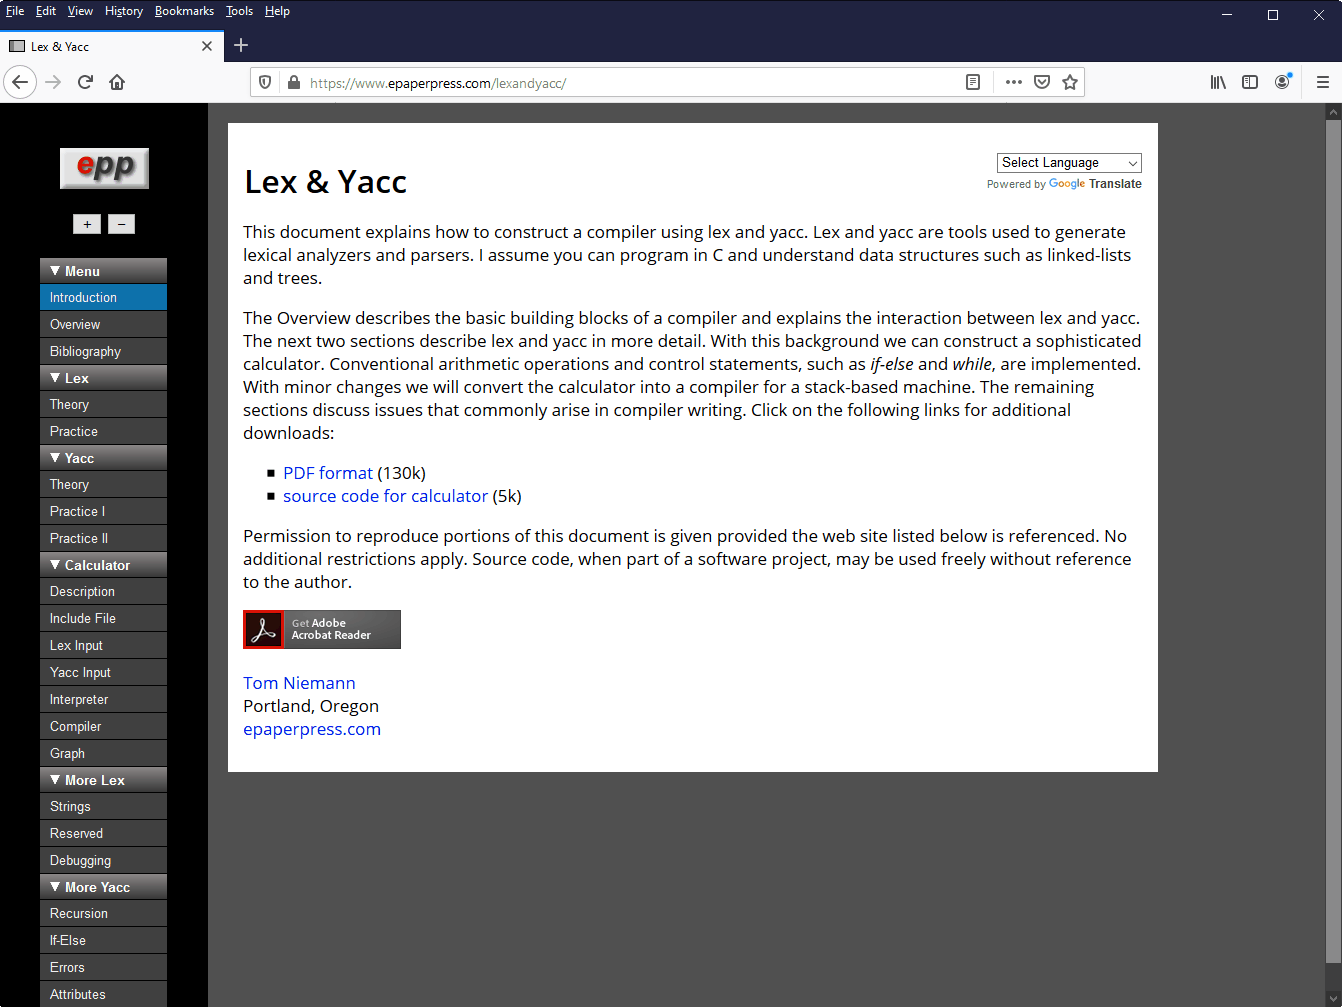 File Edit View History Bookmarks Tools Help
Lex & Yacc
https://www.epaperpress.com/lexandyacc/
epp
+ −
▼ Menu
Introduction
Overview
Bibliography
▼ Lex
Theory
Practice
▼ Yacc
Theory
Practice I
Practice II
▼ Calculator
Description
Include File
Lex Input
Yacc Input
Interpreter
Compiler
Graph
▼ More Lex
Strings
Reserved
Debugging
▼ More Yacc
Recursion
If-Else
Errors
Attributes
Select Language
Powered by Google Translate
Lex & Yacc
This document explains how to construct a compiler using lex and yacc. Lex and yacc are tools used to generate
lexical analyzers and parsers. I assume you can program in C and understand data structures such as linked-lists
and trees.
The Overview describes the basic building blocks of a compiler and explains the interaction between lex and yacc.
The next two sections describe lex and yacc in more detail. With this background we can construct a sophisticated
calculator. Conventional arithmetic operations and control statements, such as if-else and while, are implemented.
With minor changes we will convert the calculator into a compiler for a stack-based machine. The remaining
sections discuss issues that commonly arise in compiler writing. Click on the following links for additional
downloads:
PDF format (130k)
source code for calculator (5k)
Permission to reproduce portions of this document is given provided the web site listed below is referenced. No
additional restrictions apply. Source code, when part of a software project, may be used freely without reference
to the author.
Get Adobe
Acrobat Reader
Tom Niemann
Portland, Oregon
epaperpress.com